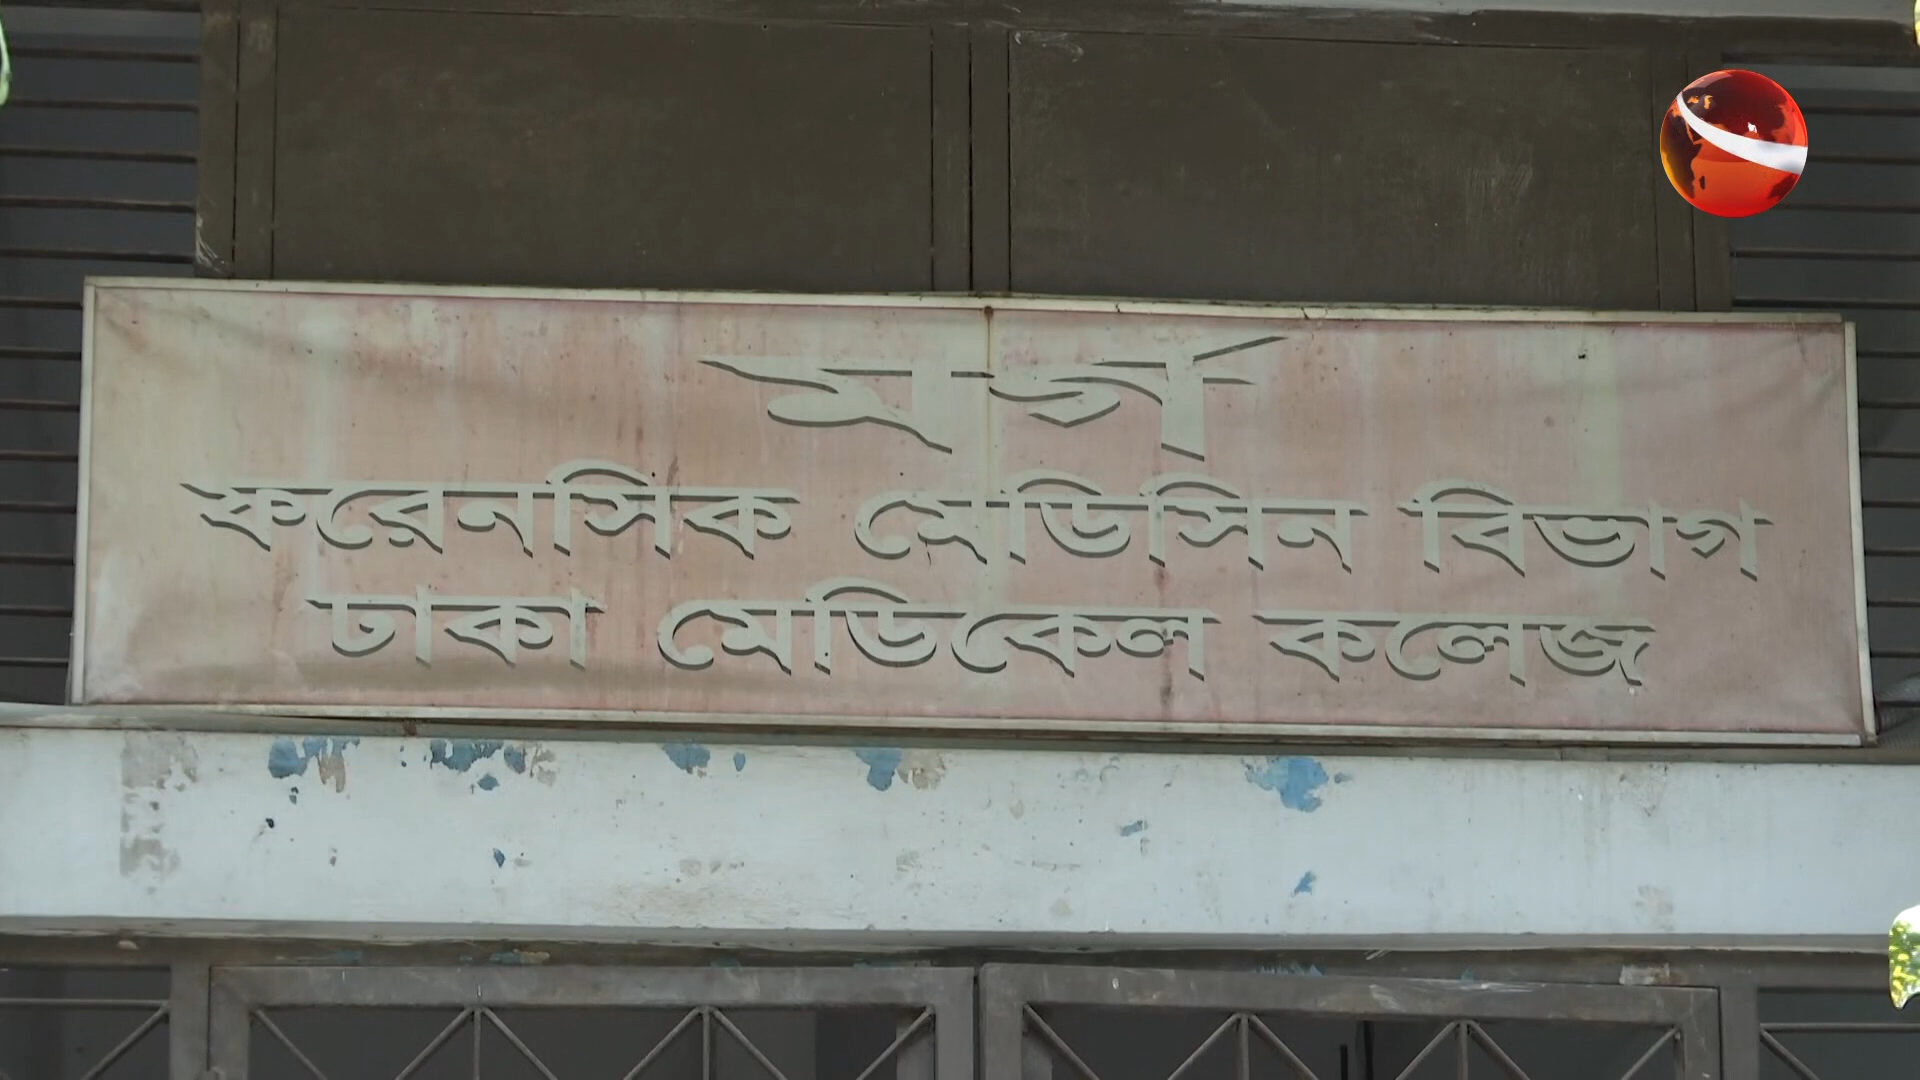 মর্গ
ফরেনসিক মেডিসিন বিভাগ
ঢাকা মেডিকেল কলেজ